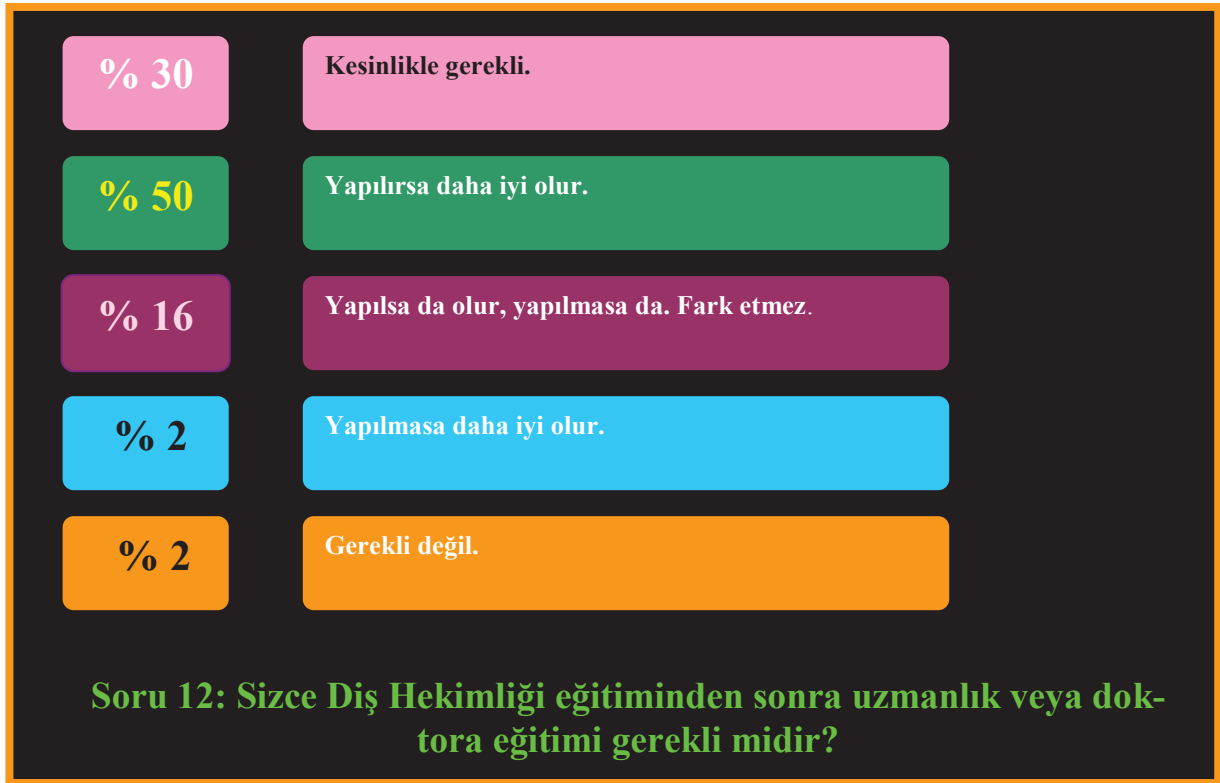 % 30 Kesinlikle gerekli.
% 50 Yapılırsa daha iyi olur.
% 16 Yapılsa da olur, yapılmasa da. Fark etmez.
% 2 Yapılmasa daha iyi olur.
% 2 Gerekli değil.
Soru 12: Sizce Diş Hekimliği eğitiminden sonra uzmanlık veya dok-
tora eğitimi gerekli midir?